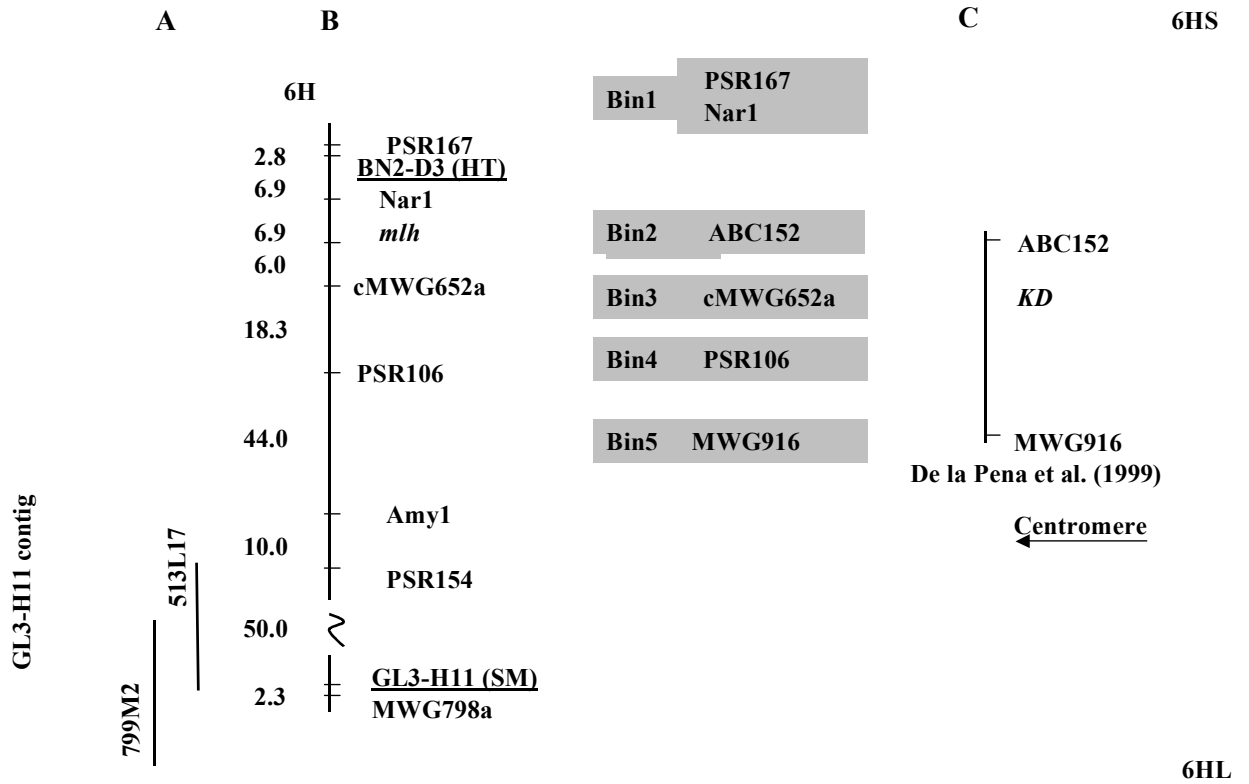 A
B
C
6HS
6H
PSR167
2.8
BN2-D3 (HT)
6.9
Nar1
6.9
mlh
6.0
cMWG652a
18.3
PSR106
44.0
Amy1
10.0
PSR154
50.0
GL3-H11 (SM)
2.3
MWG798a
GL3-H11 contig
513L17
799M2
Bin1
PSR167
Nar1
Bin2 ABC152
Bin3 cMWG652a
Bin4 PSR106
Bin5 MWG916
ABC152
KD
MWG916
De la Pena et al. (1999)
Centromere
6HL